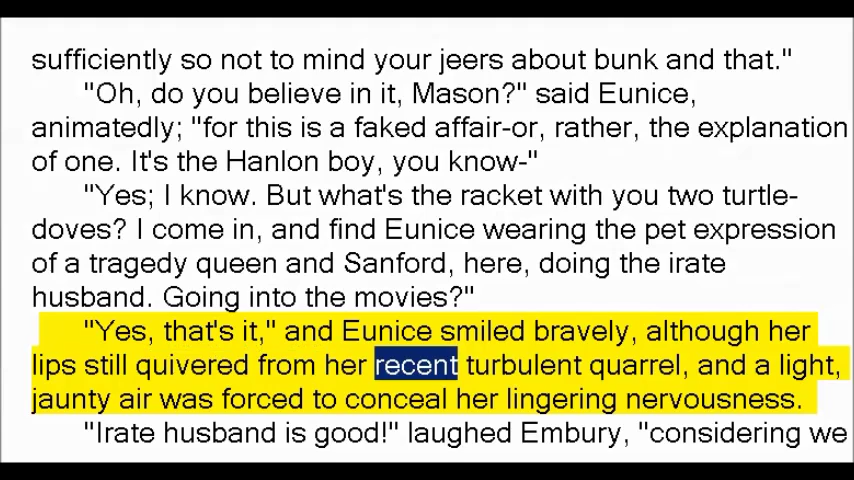 sufficiently so not to mind your jeers about bunk and that."
"Oh, do you believe in it, Mason?" said Eunice,
animatedly; "for this is a faked affair-or, rather, the explanation
of one. It's the Hanlon boy, you know-"
"Yes; I know. But what's the racket with you two turtle-
doves? I come in, and find Eunice wearing the pet expression
of a tragedy queen and Sanford, here, doing the irate
husband. Going into the movies?"
"Yes, that's it," and Eunice smiled bravely, although her
lips still quivered from her recent turbulent quarrel, and a light,
jaunty air was forced to conceal her lingering nervousness.
"Irate husband is good!" laughed Embury, "considering we